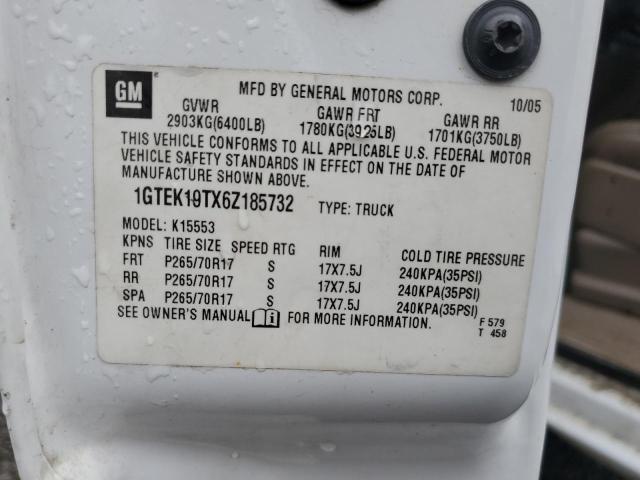 GM
MFD BY GENERAL MOTORS CORP. 10/05
GVWR GAWR FRT GAWR RR
2903KG(6400LB) 1780KG(3925LB) 1701KG(3750LB)
THIS VEHICLE CONFORMS TO ALL APPLICABLE U.S. FEDERAL MOTOR
VEHICLE SAFETY STANDARDS IN EFFECT ON THE DATE OF
MANUFACTURE SHOWN ABOVE.
1GTEK19TX6Z185732 TYPE: TRUCK
MODEL: K15553
KPNS TIRE SIZE SPEED RTG RIM COLD TIRE PRESSURE
FRT P265/70R17 S 17X7.5J 240KPA(35PSI)
RR P265/70R17 S 17X7.5J 240KPA(35PSI)
SPA P265/70R17 S 17X7.5J 240KPA(35PSI)
SEE OWNER'S MANUAL FOR MORE INFORMATION.
F 579
T 458